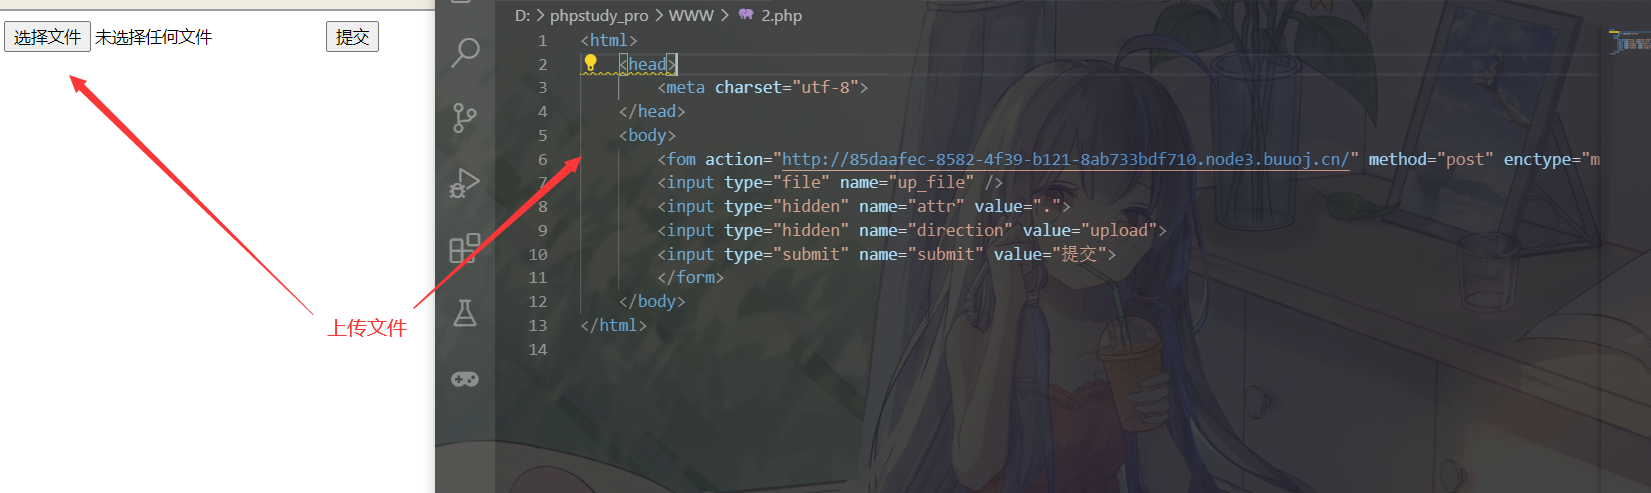 选择文件 未选择任何文件 提交
上传文件
D: > phpstudy_pro > WWW > 2.php
1 <html>
2 <head>
3 <meta charset="utf-8">
4 </head>
5 <body>
6 <fom action="http://85daafec-8582-4f39-b121-8ab733bdf710.node3.buuoj.cn/" method="post" enctype="m
7 <input type="file" name="up_file" />
8 <input type="hidden" name="attr" value=".">
9 <input type="hidden" name="direction" value="upload">
10 <input type="submit" name="submit" value="提交">
11 </form>
12 </body>
13 </html>
14